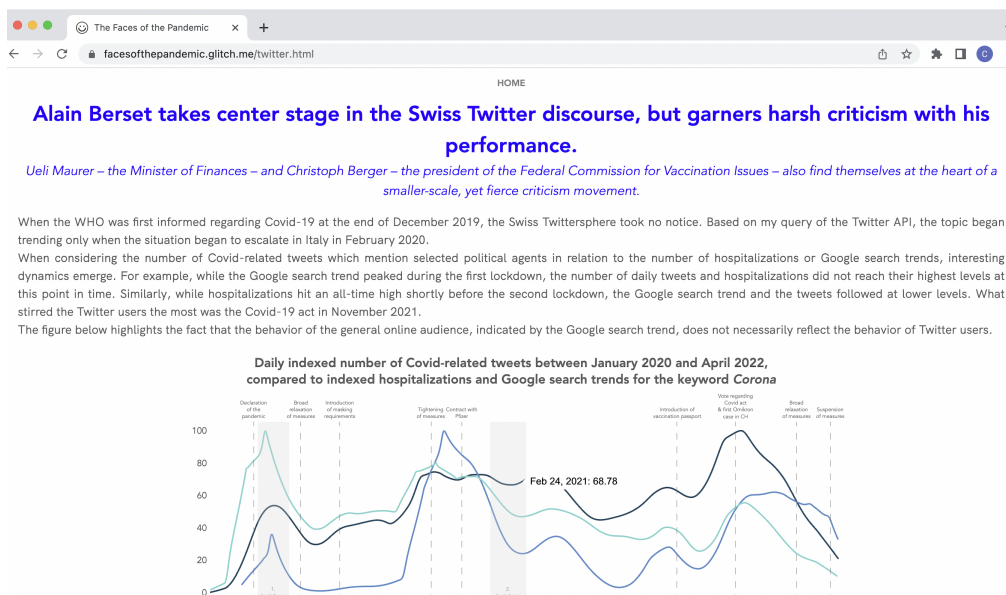 The Faces of the Pandemic
facesofthepandemic.glitch.me/twitter.html
C
HOME
Alain Berset takes center stage in the Swiss Twitter discourse, but garners harsh criticism with his
performance.
Ueli Maurer – the Minister of Finances – and Christoph Berger – the president of the Federal Commission for Vaccination Issues – also find themselves at the heart of a
smaller-scale, yet fierce criticism movement.
When the WHO was first informed regarding Covid-19 at the end of December 2019, the Swiss Twittersphere took no notice. Based on my query of the Twitter API, the topic began
trending only when the situation began to escalate in Italy in February 2020.
When considering the number of Covid-related tweets which mention selected political agents in relation to the number of hospitalizations or Google search trends, interesting
dynamics emerge. For example, while the Google search trend peaked during the first lockdown, the number of daily tweets and hospitalizations did not reach their highest levels at
this point in time. Similarly, while hospitalizations hit an all-time high shortly before the second lockdown, the Google search trend and the tweets followed at lower levels. What
stirred the Twitter users the most was the Covid-19 act in November 2021.
The figure below highlights the fact that the behavior of the general online audience, indicated by the Google search trend, does not necessarily reflect the behavior of Twitter users.
Daily indexed number of Covid-related tweets between January 2020 and April 2022,
compared to indexed hospitalizations and Google search trends for the keyword Corona
Declaration
of the
pandemic
Broad
relaxation
of measures
Introduction
of masking
requirements
Tightening
of measures
Contract with
Pfizer
Introduction of
vaccination passport
Vote regarding
Covid act
& first Omikron
case in CH
Broad
relaxation
of measures
Suspension
of measures
100
80
60
40
20
0
Feb 24, 2021: 68.78
1.
2.